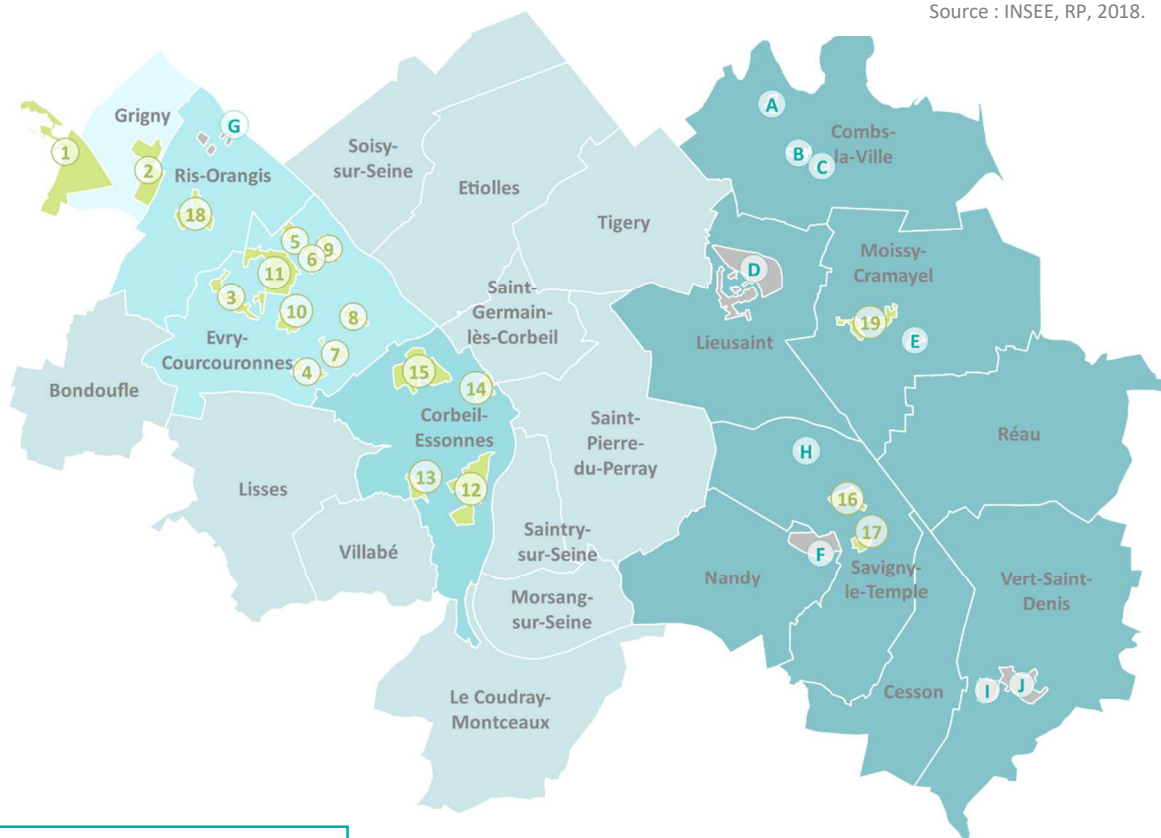 Source : INSEE, RP, 2018.
Grigny
1
2
G
Ris-Orangis
18
Soisy-
sur-Seine
Etiolles
Tigery
A
B
C
Combs-
la-Ville
5
6
9
11
3
10
8
7
4
Evry-
Courcouronnes
Saint-
Germain-
lès-Corbeil
D
Lieusaint
Moissy-
Cramayel
19
E
Bondoufle
15
14
Corbeil-
Essonnes
13
12
Saint-
Pierre-
du-Perray
Réau
Lisses
Villabé
Saintry-
sur-Seine
H
16
17
F
Nandy
Savigny-
le-Temple
Vert-Saint-
Denis
Morsang-
sur-Seine
Le Coudray-
Montceaux
Cesson
I
J